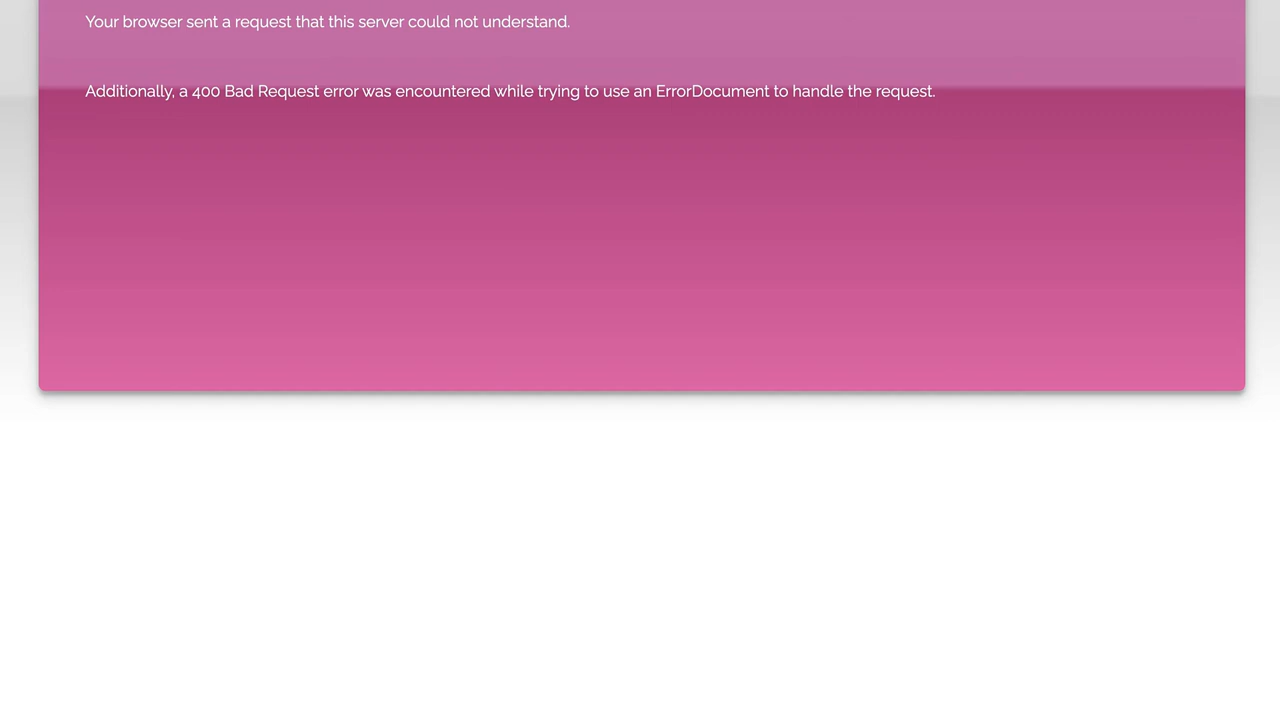 Your browser sent a request that this server could not understand.
Additionally, a 400 Bad Request error was encountered while trying to use an ErrorDocument to handle the request.